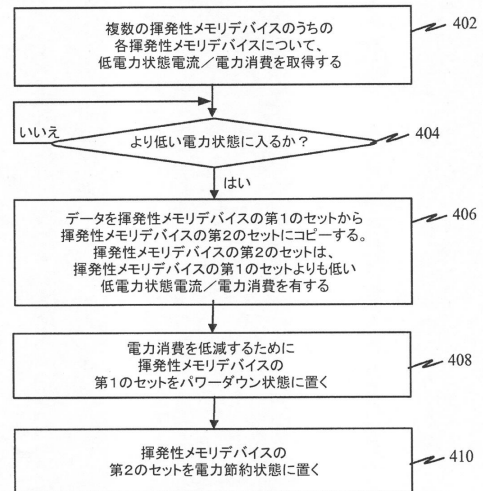 複数の揮発性メモリデバイスのうちの
各揮発性メモリデバイスについて、
低電力状態電流／電力消費を取得する
402
いいえ
より低い電力状態に入るか？
404
はい
データを揮発性メモリデバイスの第1のセットから
揮発性メモリデバイスの第2のセットにコピーする。
揮発性メモリデバイスの第2のセットは、
揮発性メモリデバイスの第1のセットよりも低い
低電力状態電流／電力消費を有する
406
電力消費を低減するために
揮発性メモリデバイスの
第1のセットをパワーダウン状態に置く
408
揮発性メモリデバイスの
第2のセットを電力節約状態に置く
410